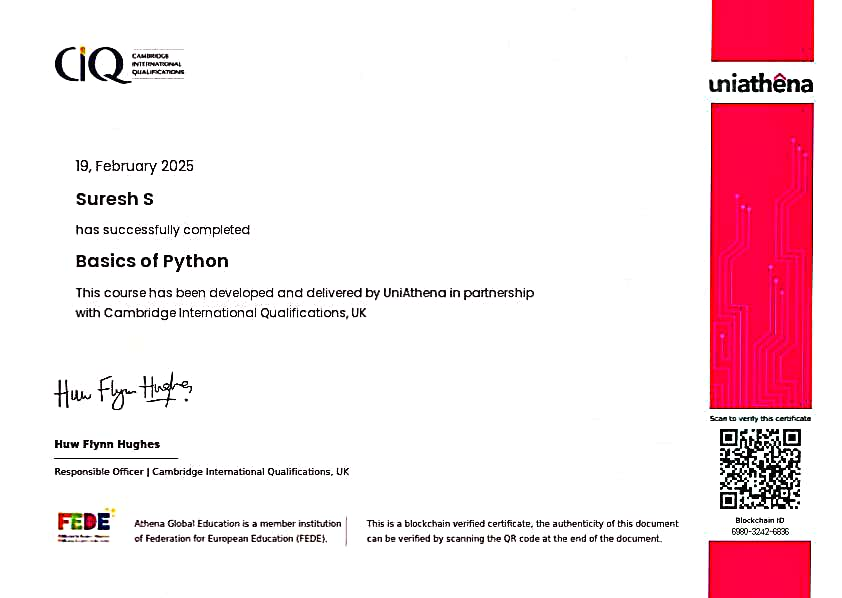 CiQ
CAMBRIDGE
INTERNATIONAL
QUALIFICATIONS
uniathêna
19, February 2025
Suresh S
has successfully completed
Basics of Python
This course has been developed and delivered by UniAthena in partnership
with Cambridge International Qualifications, UK
Huw Flynn Hughes
Huw Flynn Hughes
Responsible Officer | Cambridge International Qualifications, UK
Scan to verify this certificate
Blockchain ID
6980-3242-6836
FEDE
Athena Global Education is a member institution
of Federation for European Education (FEDE).
This is a blockchain verified certificate, the authenticity of this document
can be verified by scanning the QR code at the end of the document.